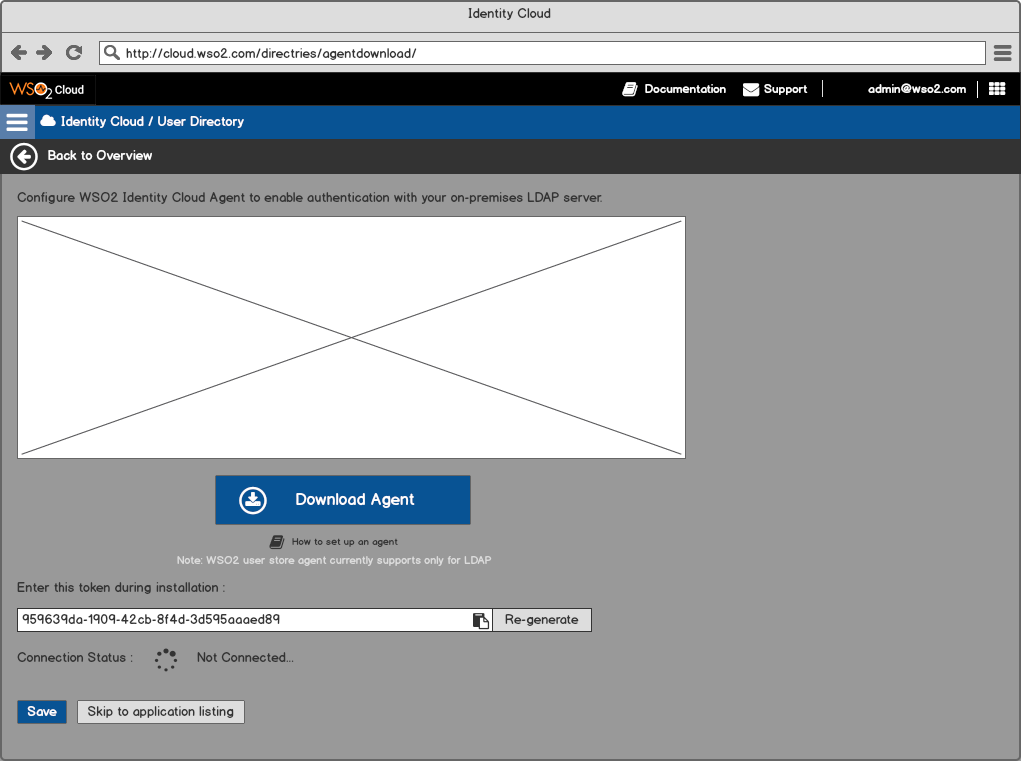 Identity Cloud
http://cloud.wso2.com/directries/agentdownload/
WSO2 Cloud
Documentation
Support
admin@wso2.com
Identity Cloud / User Directory
Back to Overview
Configure WSO2 Identity Cloud Agent to enable authentication with your on-premises LDAP server.
Download Agent
How to set up an agent
Note: WSO2 user store agent currently supports only for LDAP
Enter this token during installation :
959639da-1909-42cb-8f4d-3d595aaaed89
Re-generate
Connection Status :
Not Connected...
Save
Skip to application listing